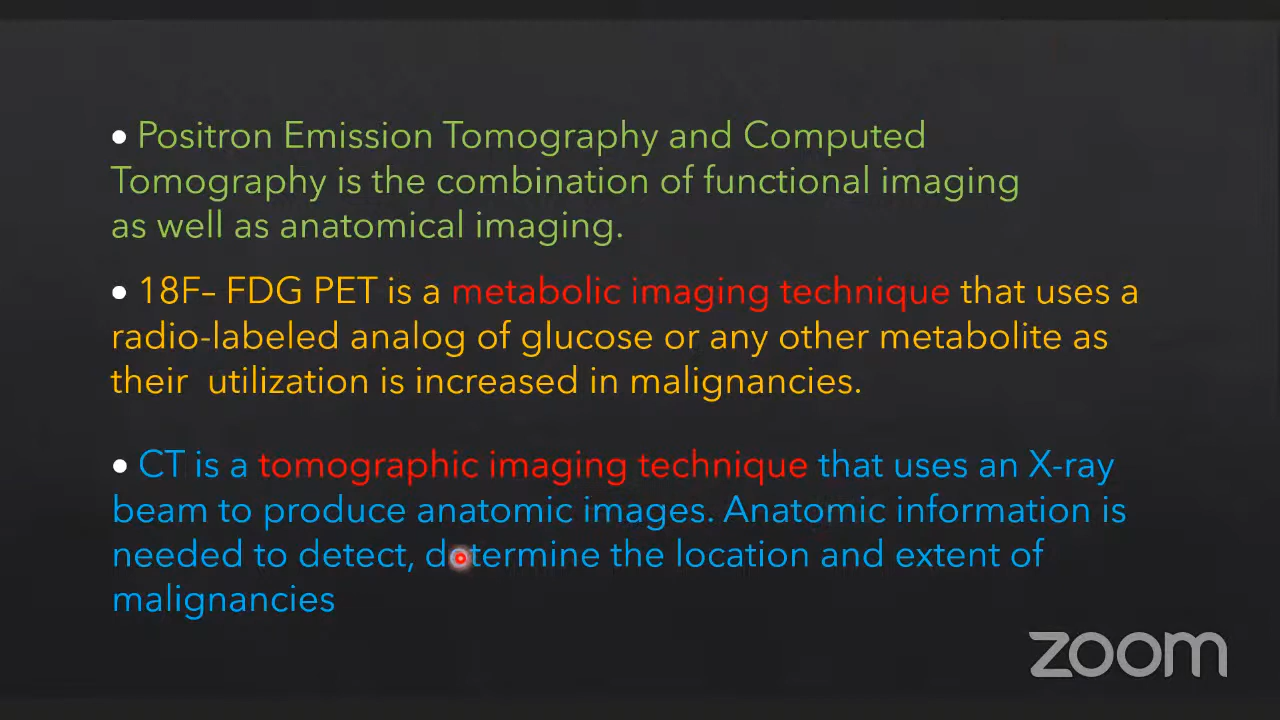 • Positron Emission Tomography and Computed
Tomography is the combination of functional imaging
as well as anatomical imaging.
• 18F– FDG PET is a metabolic imaging technique that uses a
radio-labeled analog of glucose or any other metabolite as
their  utilization is increased in malignancies.
• CT is a tomographic imaging technique that uses an X-ray
beam to produce anatomic images. Anatomic information is
needed to detect, determine the location and extent of
malignancies
zoom